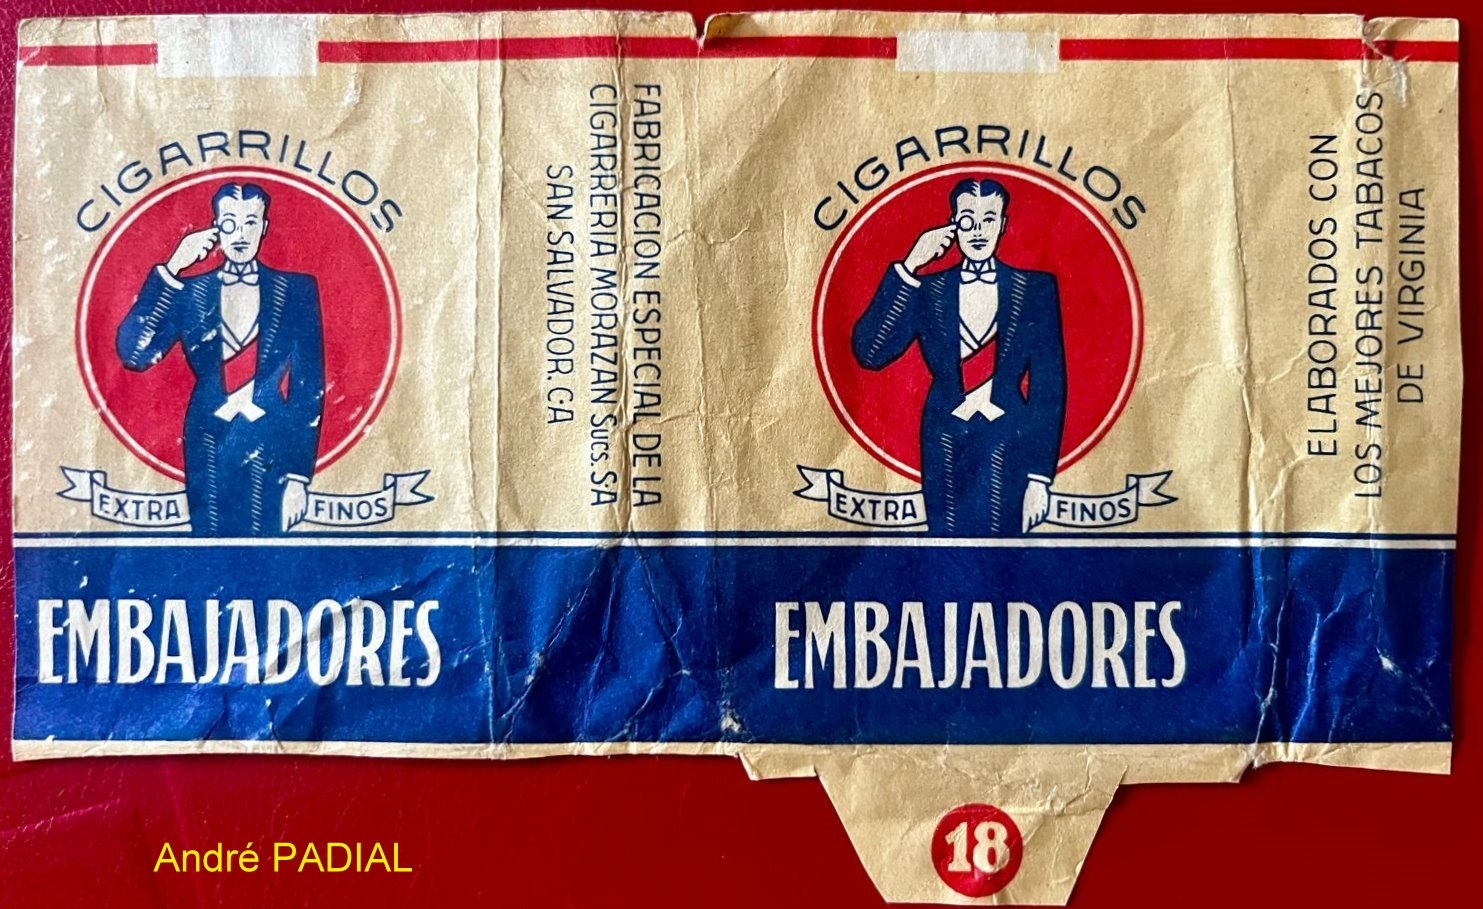 CIGARRILLOS
EXTRA FINOS
EMBAJADORES
FABRICACION ESPECIAL DE LA
CIGARRERIA MORAZAN Sucs. S.A
SAN SALVADOR. C.A
CIGARRILLOS
EXTRA FINOS
EMBAJADORES
ELABORADOS CON
LOS MEJORES TABACOS
DE VIRGINIA
18
André PADIAL